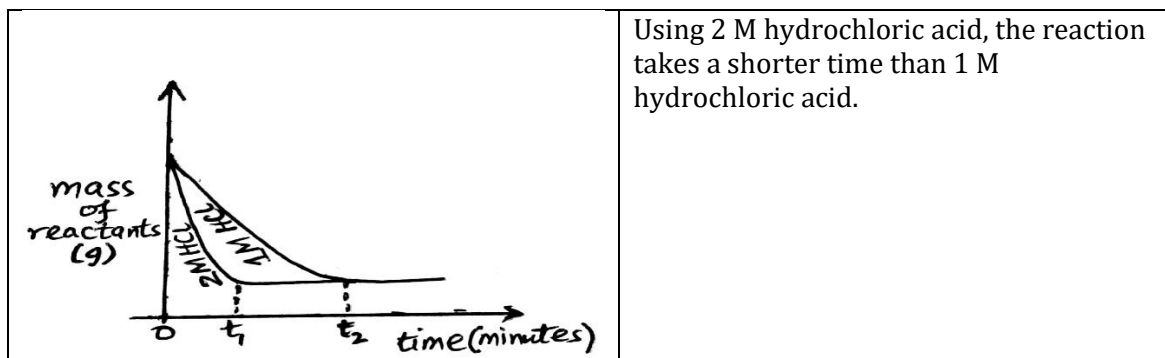 Using 2 M hydrochloric acid, the reaction
takes a shorter time than 1 M
hydrochloric acid.
mass
of
reactants
(g)
2M HCL
1M HCL
0
t₁
t₂
time(minutes)